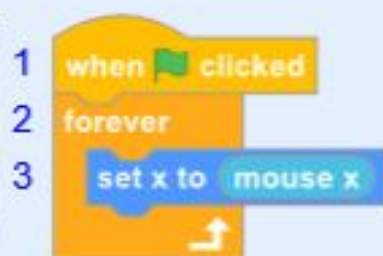 1 when clicked
2 forever
3 set x to mouse x